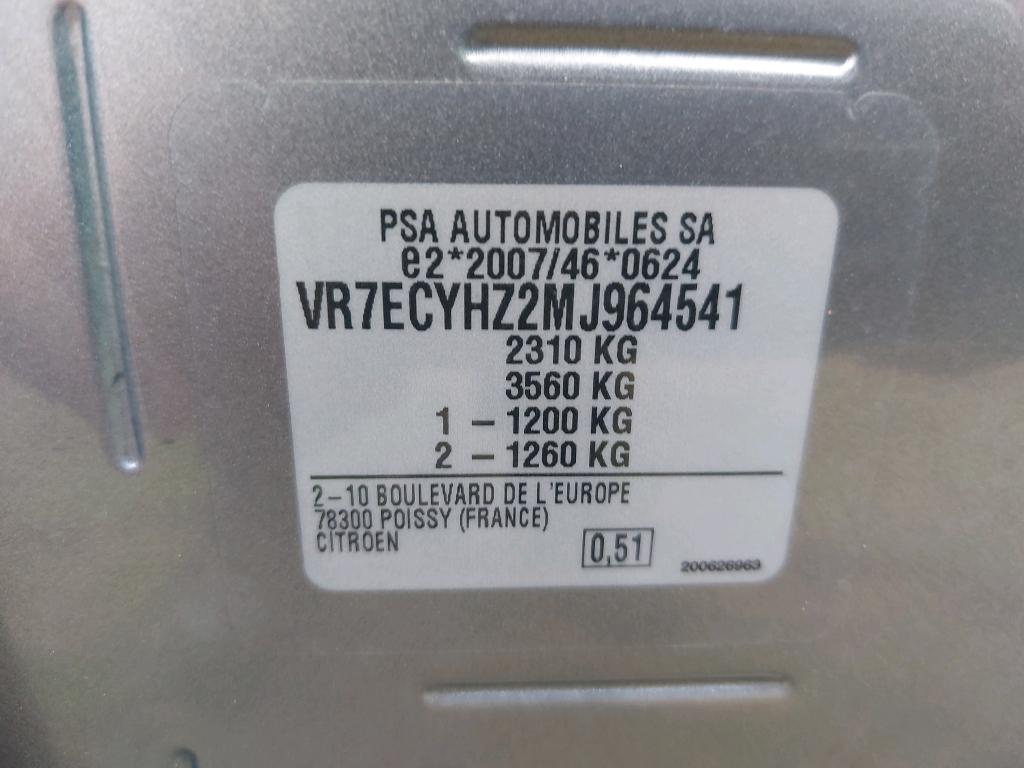 PSA AUTOMOBILES SA
e2*2007/46*0624
VR7ECYHZ2MJ964541
2310 KG
3560 KG
1 – 1200 KG
2 – 1260 KG
2–10 BOULEVARD DE L'EUROPE
78300 POISSY (FRANCE)
CITROEN
0,51
200626963